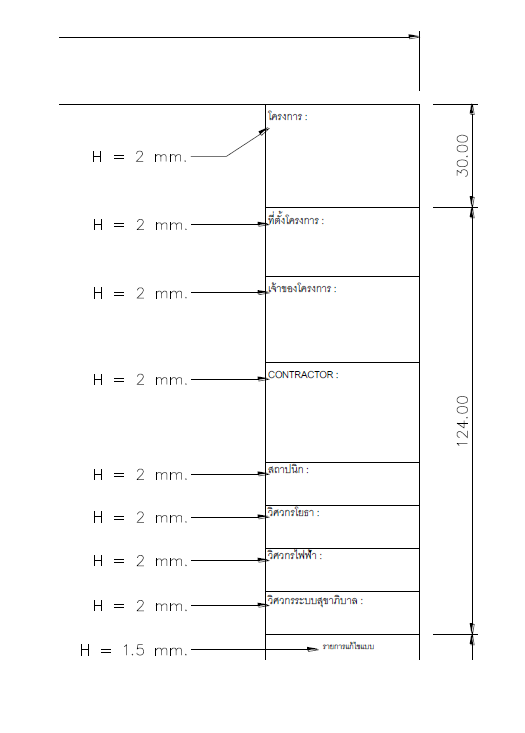 โครงการ :
30.00
H = 2 mm.
ที่ตั้งโครงการ :
H = 2 mm.
เจ้าของโครงการ :
H = 2 mm.
CONTRACTOR :
H = 2 mm.
124.00
สถาปนิก :
H = 2 mm.
วิศวกรโยธา :
H = 2 mm.
วิศวกรไฟฟ้า :
H = 2 mm.
วิศวกรระบบสุขาภิบาล :
H = 2 mm.
รายการแก้ไขแบบ
H = 1.5 mm.